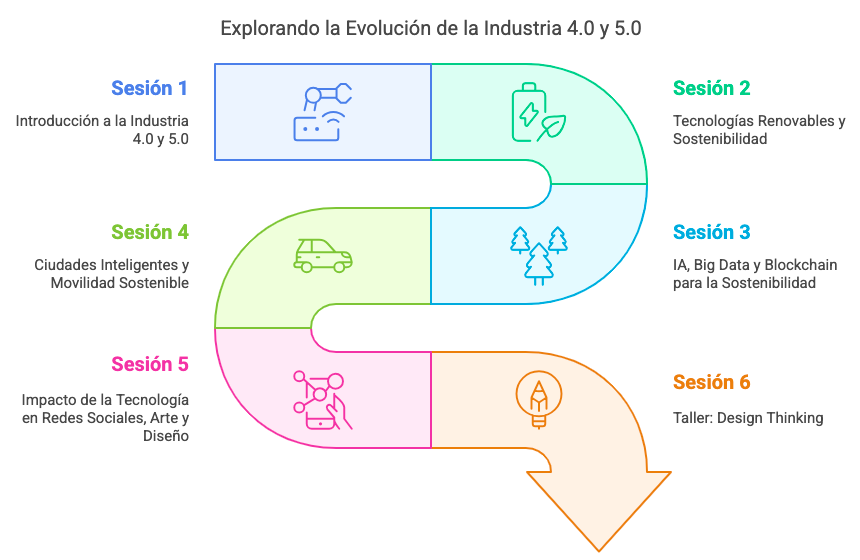 Explorando la Evolución de la Industria 4.0 y 5.0
Sesión 1
Introducción a la Industria
4.0 y 5.0
Sesión 2
Tecnologías Renovables y
Sostenibilidad
Sesión 3
IA, Big Data y Blockchain
para la Sostenibilidad
Sesión 4
Ciudades Inteligentes y
Movilidad Sostenible
Sesión 5
Impacto de la Tecnología
en Redes Sociales, Arte y
Diseño
Sesión 6
Taller: Design Thinking